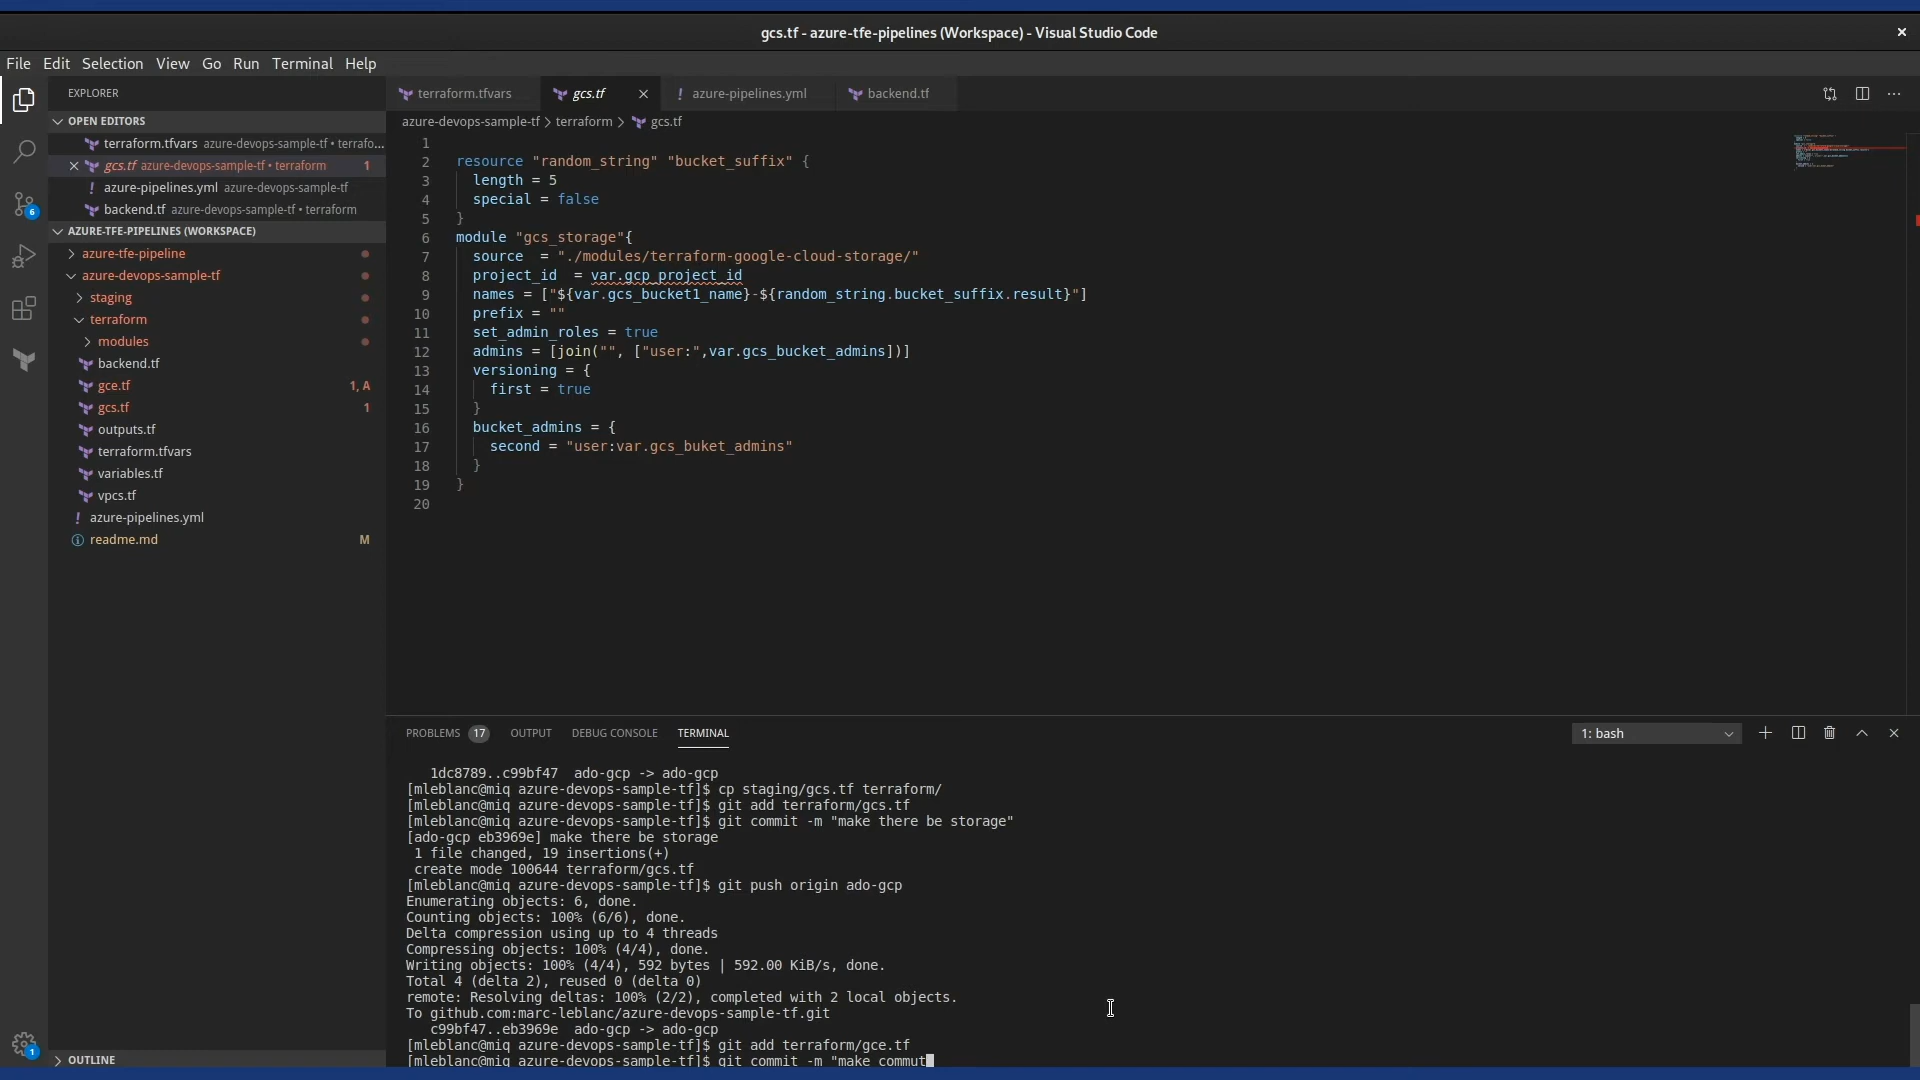 gcs.tf - azure-tfe-pipelines (Workspace) - Visual Studio Code
File Edit Selection View Go Run Terminal Help
EXPLORER
OPEN EDITORS
terraform.tfvars azure-devops-sample-tf • terrafo...
gcs.tf azure-devops-sample-tf • terraform 1
azure-pipelines.yml azure-devops-sample-tf
backend.tf azure-devops-sample-tf • terraform
AZURE-TFE-PIPELINES (WORKSPACE)
azure-tfe-pipeline
azure-devops-sample-tf
staging
terraform
modules
backend.tf
gce.tf 1, A
gcs.tf 1
outputs.tf
terraform.tfvars
variables.tf
vpcs.tf
azure-pipelines.yml
readme.md M
OUTLINE
6
1
terraform.tfvars gcs.tf azure-pipelines.yml backend.tf
azure-devops-sample-tf > terraform > gcs.tf
1
2 resource "random_string" "bucket_suffix" {
3 length = 5
4 special = false
5 }
6 module "gcs_storage"{
7 source  = "./modules/terraform-google-cloud-storage/"
8 project_id  = var.gcp_project_id
9 names = ["${var.gcs_bucket1_name}-${random_string.bucket_suffix.result}"]
10 prefix = ""
11 set_admin_roles = true
12 admins = [join("", ["user:",var.gcs_bucket_admins])]
13 versioning = {
14 first = true
15 }
16 bucket_admins = {
17 second = "user:var.gcs_buket_admins"
18 }
19 }
20
PROBLEMS 17 OUTPUT DEBUG CONSOLE TERMINAL 1: bash
1dc8789..c99bf47  ado-gcp -> ado-gcp
[mleblanc@miq azure-devops-sample-tf]$ cp staging/gcs.tf terraform/
[mleblanc@miq azure-devops-sample-tf]$ git add terraform/gcs.tf
[mleblanc@miq azure-devops-sample-tf]$ git commit -m "make there be storage"
[ado-gcp eb3969e] make there be storage
1 file changed, 19 insertions(+)
create mode 100644 terraform/gcs.tf
[mleblanc@miq azure-devops-sample-tf]$ git push origin ado-gcp
Enumerating objects: 6, done.
Counting objects: 100% (6/6), done.
Delta compression using up to 4 threads
Compressing objects: 100% (4/4), done.
Writing objects: 100% (4/4), 592 bytes | 592.00 KiB/s, done.
Total 4 (delta 2), reused 0 (delta 0)
remote: Resolving deltas: 100% (2/2), completed with 2 local objects.
To github.com:marc-leblanc/azure-devops-sample-tf.git
c99bf47..eb3969e  ado-gcp -> ado-gcp
[mleblanc@miq azure-devops-sample-tf]$ git add terraform/gce.tf
[mleblanc@miq azure-devops-sample-tf]$ git commit -m "make commut